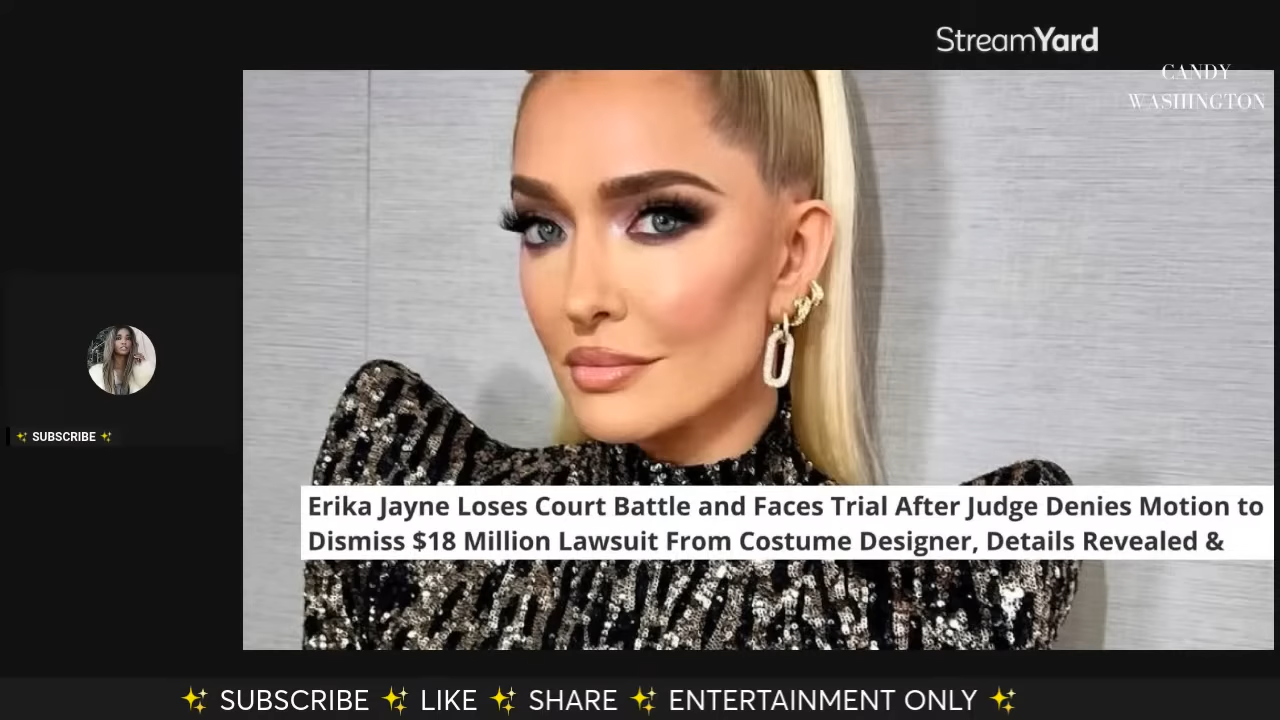 StreamYard
CANDY
WASHINGTON
✨ SUBSCRIBE ✨
Erika Jayne Loses Court Battle and Faces Trial After Judge Denies Motion to
Dismiss $18 Million Lawsuit From Costume Designer, Details Revealed &
✨ SUBSCRIBE ✨ LIKE ✨ SHARE ✨ ENTERTAINMENT ONLY ✨